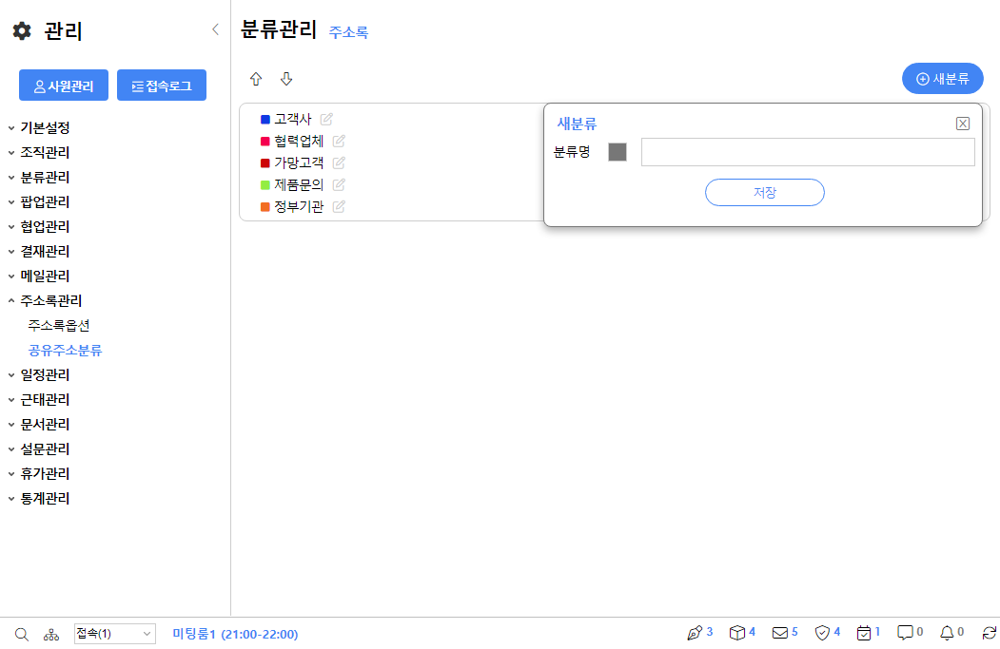 관리
사원관리
접속로그
기본설정
조직관리
분류관리
팝업관리
협업관리
결재관리
메일관리
주소록관리
주소록옵션
공유주소분류
일정관리
근태관리
문서관리
설문관리
휴가관리
통계관리
분류관리 주소록
새분류
고객사
협력업체
가망고객
제품문의
정부기관
새분류
분류명
저장
접속(1)
미팅룸1 (21:00-22:00)
3 4 5 4 1 0 0